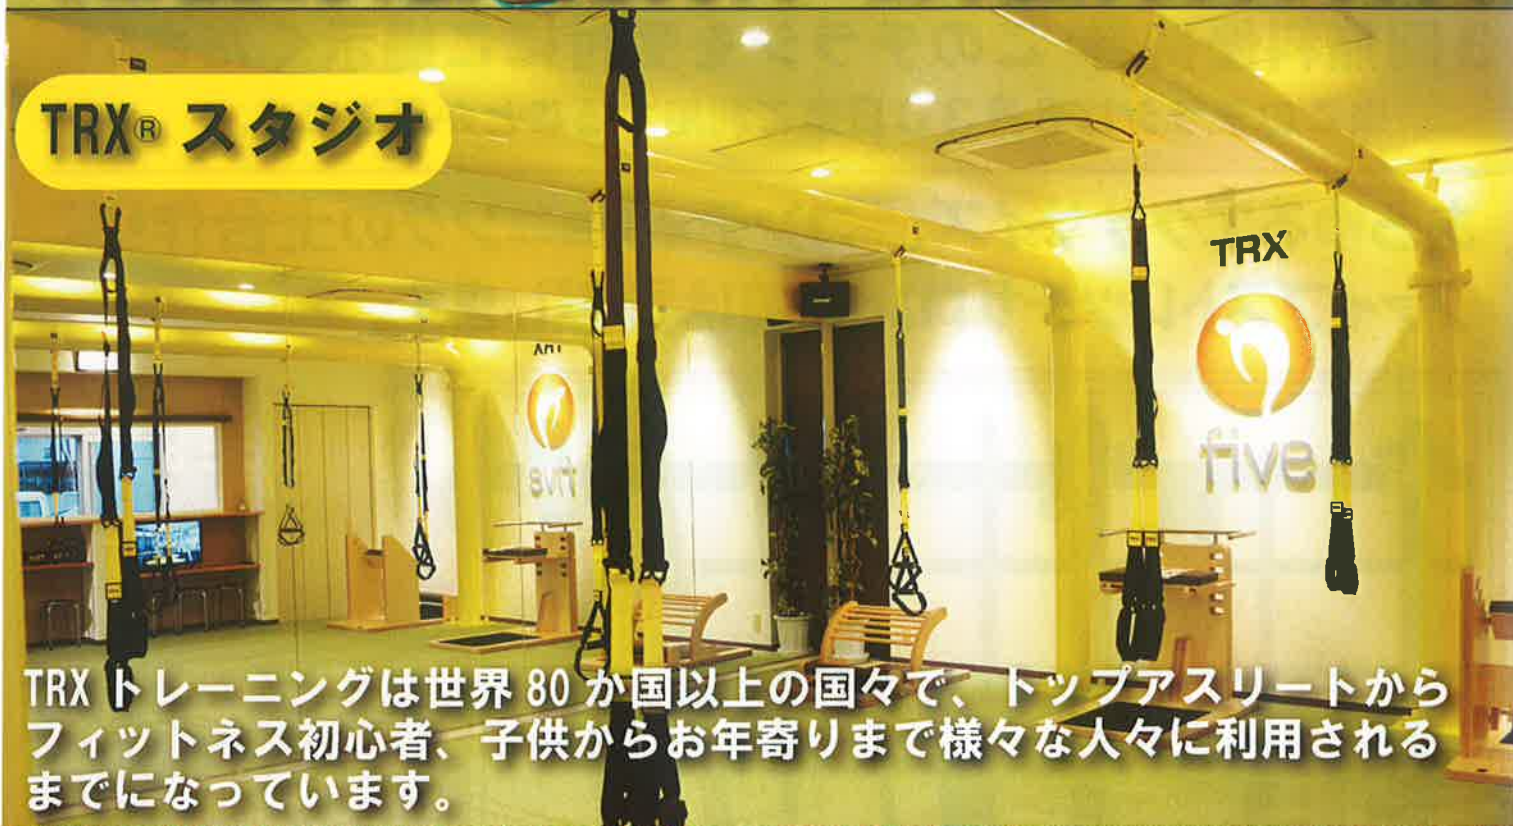 TRX® スタジオ
TRX
five
TRX
five
TRX トレーニングは世界 80 か国以上の国々で、トップアスリートから
フィットネス初心者、子供からお年寄りまで様々な人々に利用される
までになっています。